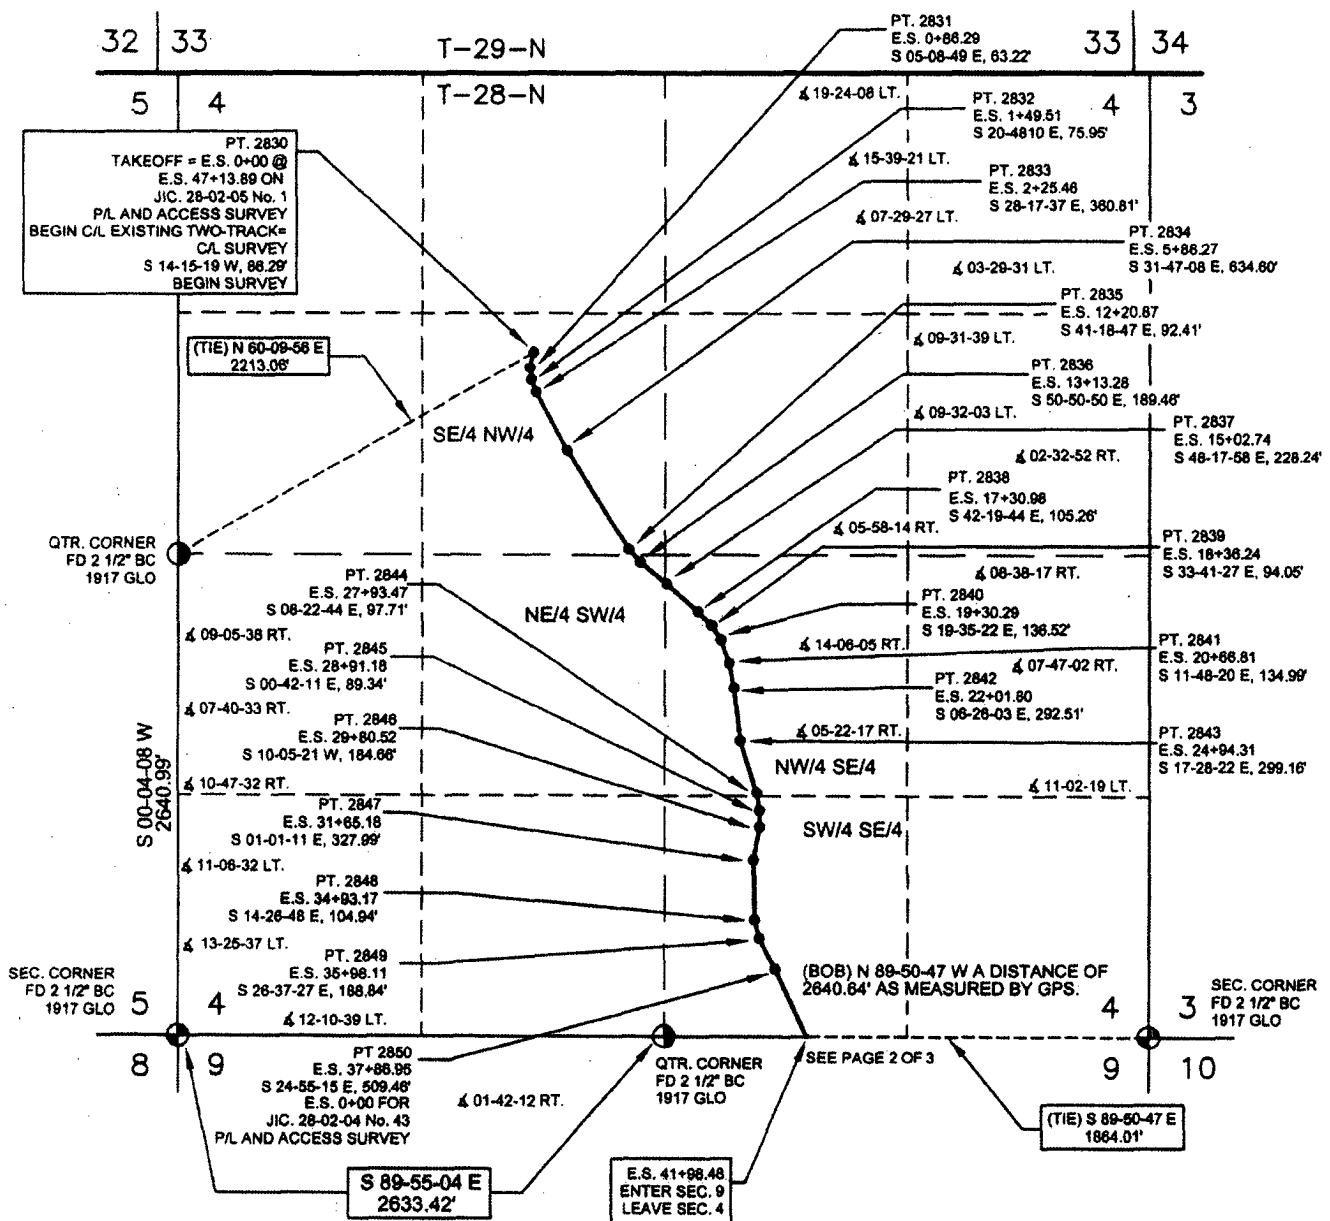 32
33
T-29-N
33
34
5
4
T-28-N
4
3
PT. 2831
E.S. 0+86.29
S 05-08-49 E, 63.22'
∡ 19-24-08 LT.
PT. 2832
E.S. 1+49.51
S 20-4810 E, 75.95'
∡ 15-39-21 LT.
PT. 2833
E.S. 2+25.46
S 28-17-37 E, 360.81'
∡ 07-29-27 LT.
PT. 2834
E.S. 5+86.27
S 31-47-08 E, 634.60'
∡ 03-29-31 LT.
PT. 2835
E.S. 12+20.87
S 41-18-47 E, 92.41'
∡ 09-31-39 LT.
PT. 2836
E.S. 13+13.28
S 50-50-50 E, 189.46'
∡ 09-32-03 LT.
PT. 2837
E.S. 15+02.74
S 48-17-58 E, 228.24'
∡ 02-32-52 RT.
PT. 2838
E.S. 17+30.98
S 42-19-44 E, 105.26'
∡ 05-58-14 RT.
PT. 2839
E.S. 18+36.24
S 33-41-27 E, 94.05'
∡ 08-38-17 RT.
PT. 2840
E.S. 19+30.29
S 19-35-22 E, 136.52'
∡ 14-06-05 RT.
PT. 2841
E.S. 20+66.81
S 11-48-20 E, 134.99'
∡ 07-47-02 RT.
PT. 2842
E.S. 22+01.80
S 06-26-03 E, 292.51'
∡ 05-22-17 RT.
PT. 2843
E.S. 24+94.31
S 17-28-22 E, 299.16'
∡ 11-02-19 LT.
PT. 2830
TAKEOFF = E.S. 0+00 @
E.S. 47+13.89 ON
JIC. 28-02-05 No. 1
P/L AND ACCESS SURVEY
BEGIN C/L EXISTING TWO-TRACK=
C/L SURVEY
S 14-15-19 W, 86.29'
BEGIN SURVEY
(TIE) N 60-09-56 E
2213.06'
SE/4 NW/4
QTR. CORNER
FD 2 1/2" BC
1917 GLO
NE/4 SW/4
NW/4 SE/4
SW/4 SE/4
PT. 2844
E.S. 27+93.47
S 08-22-44 E, 97.71'
∡ 09-05-38 RT.
PT. 2845
E.S. 28+91.18
S 00-42-11 E, 89.34'
∡ 07-40-33 RT.
PT. 2846
E.S. 29+80.52
S 10-05-21 W, 184.66'
∡ 10-47-32 RT.
PT. 2847
E.S. 31+65.18
S 01-01-11 E, 327.99'
∡ 11-06-32 LT.
PT. 2848
E.S. 34+93.17
S 14-26-48 E, 104.94'
∡ 13-25-37 LT.
PT. 2849
E.S. 35+98.11
S 26-37-27 E, 188.84'
∡ 12-10-39 LT.
S 00-04-08 W
2640.99'
SEC. CORNER
FD 2 1/2" BC
1917 GLO
5
4
8
9
PT 2850
E.S. 37+86.95
S 24-55-15 E, 509.46'
E.S. 0+00 FOR
JIC. 28-02-04 No. 43
P/L AND ACCESS SURVEY
∡ 01-42-12 RT.
(BOB) N 89-50-47 W A DISTANCE OF
2640.64' AS MEASURED BY GPS.
QTR. CORNER
FD 2 1/2" BC
1917 GLO
SEE PAGE 2 OF 3
4
3
9
10
SEC. CORNER
FD 2 1/2" BC
1917 GLO
(TIE) S 89-50-47 E
1864.01'
S 89-55-04 E
2633.42'
E.S. 41+98.48
ENTER SEC. 9
LEAVE SEC. 4